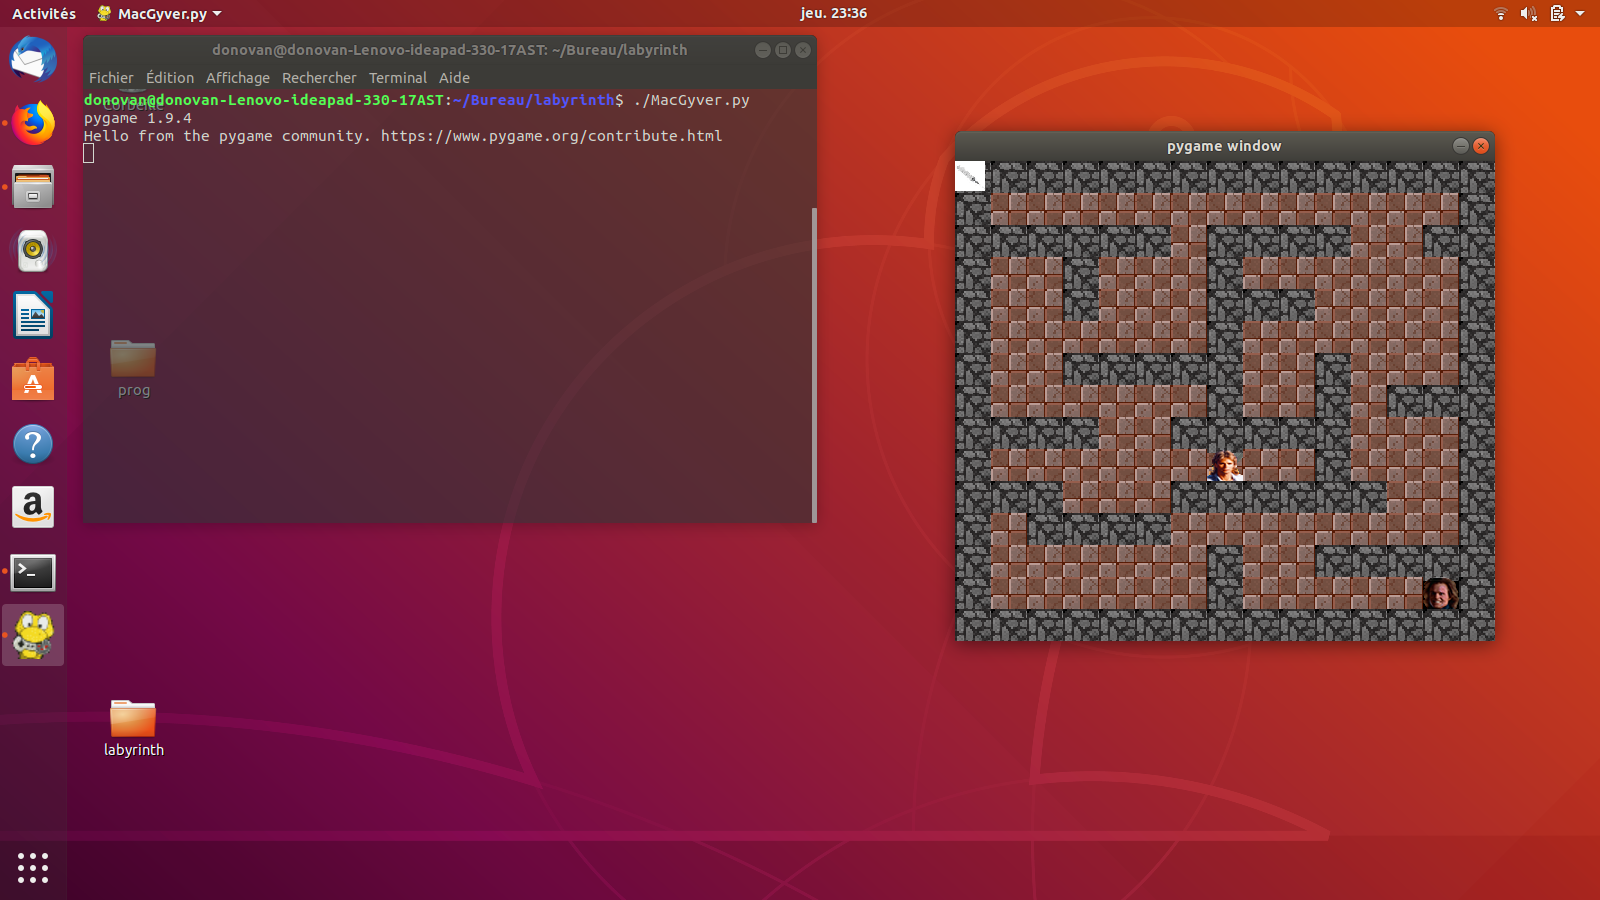 Activités
MacGyver.py
jeu. 23:36
donovan@donovan-Lenovo-ideapad-330-17AST: ~/Bureau/labyrinth
Fichier Édition Affichage Rechercher Terminal Aide
donovan@donovan-Lenovo-ideapad-330-17AST:~/Bureau/labyrinth$ ./MacGyver.py
Corbeille
pygame 1.9.4
Hello from the pygame community. https://www.pygame.org/contribute.html
pygame window
prog
labyrinth